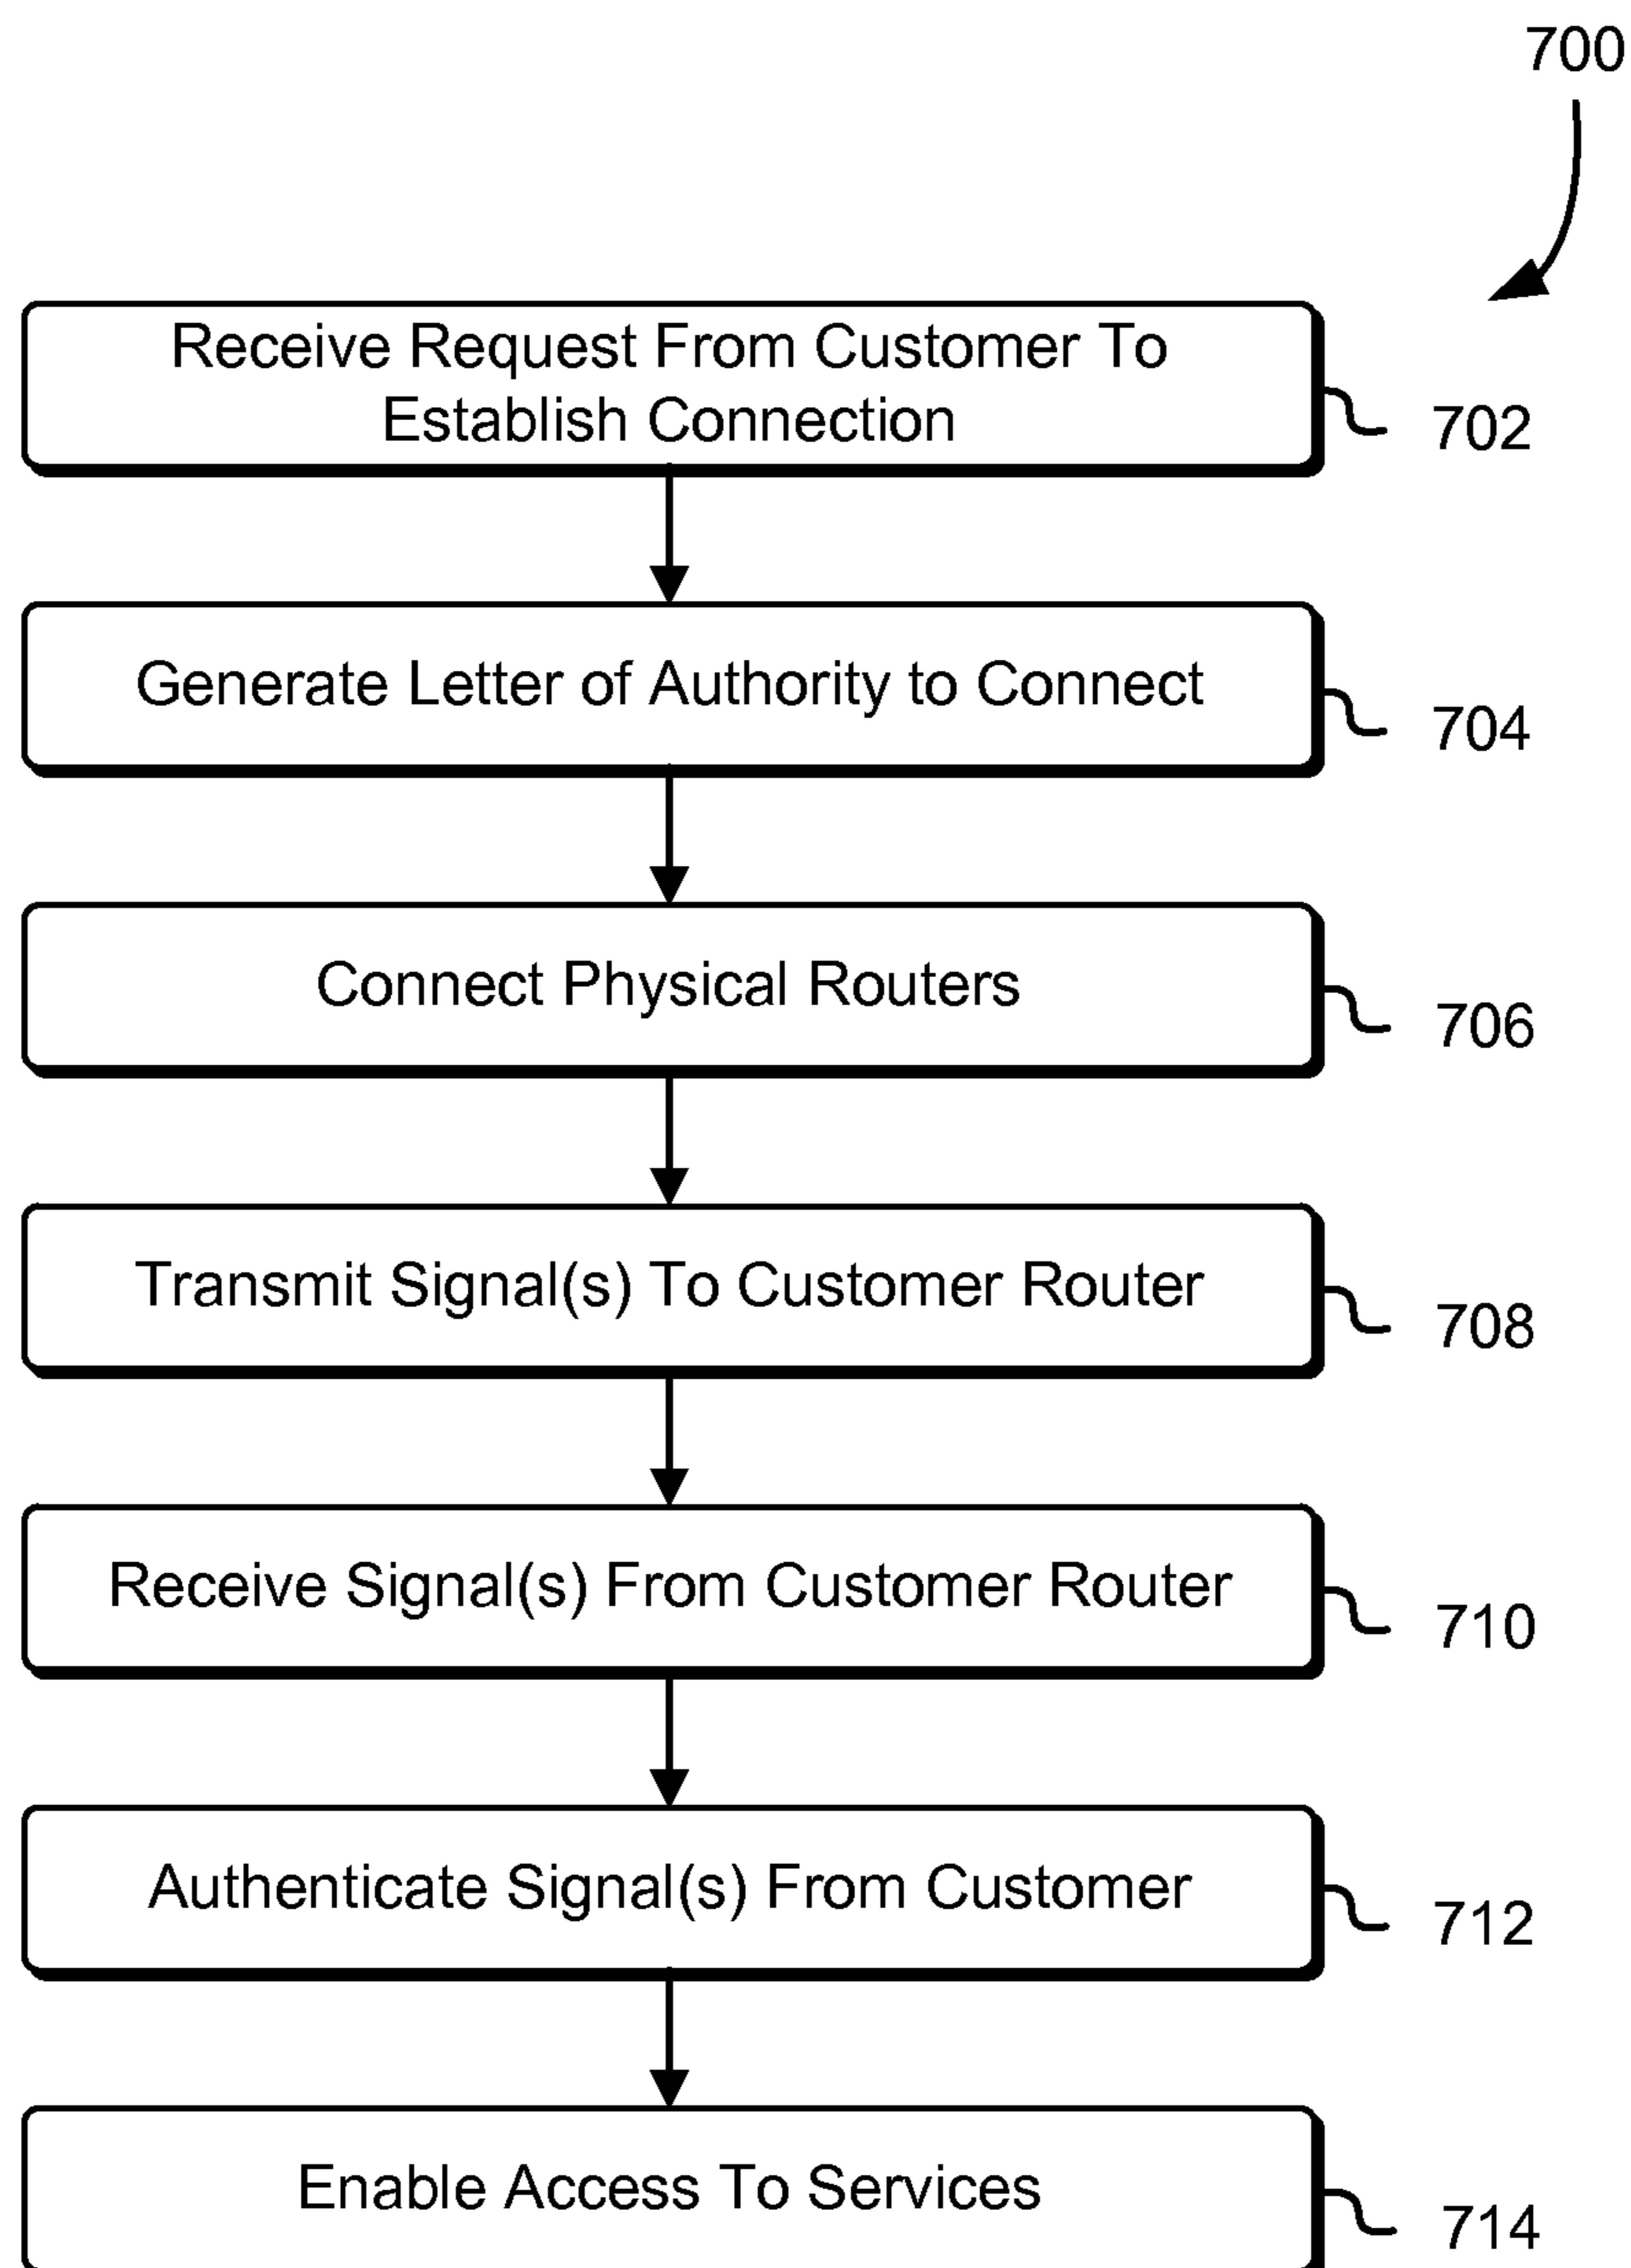 700
Receive Request From Customer To
Establish Connection
702
Generate Letter of Authority to Connect
704
Connect Physical Routers
706
Transmit Signal(s) To Customer Router
708
Receive Signal(s) From Customer Router
710
Authenticate Signal(s) From Customer
712
Enable Access To Services
714